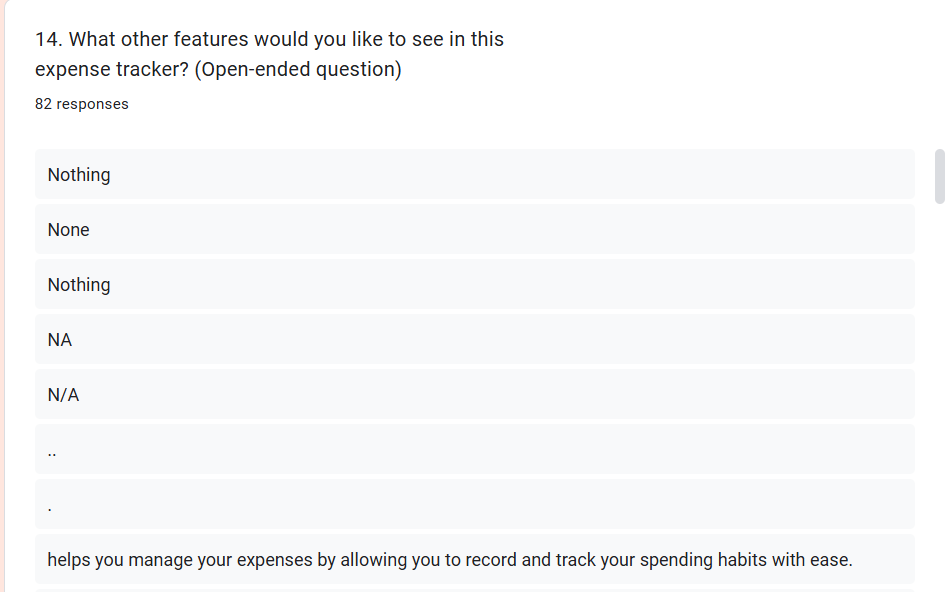 14. What other features would you like to see in this
expense tracker? (Open-ended question)
82 responses
Nothing
None
Nothing
NA
N/A
..
.
helps you manage your expenses by allowing you to record and track your spending habits with ease.